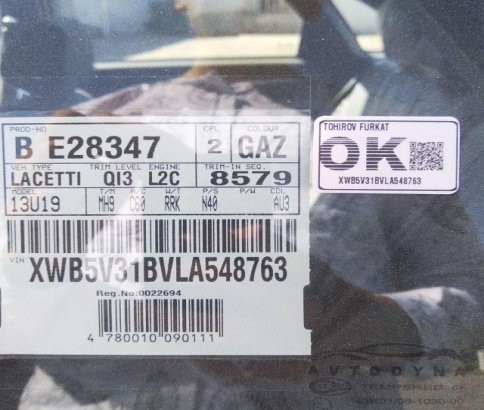 PROD-NO CPL COLOUR
B E28347 2 GAZ
VEH TYPE TRIM LEVEL ENGINE TRIM-IN SEQ.
LACETTI QI3 L2C 8579
MODEL T/M A/C W/T P/S P/W CDL
13U19 MH9 C60 RRK N40 AU3
VIN XWB5V31BVLA548763
Reg.No:0022694
4 780010 090111
TOHIROV FURKAT
OK
XWB5V31BVLA548763
AVTOOYNA
TEMPERED